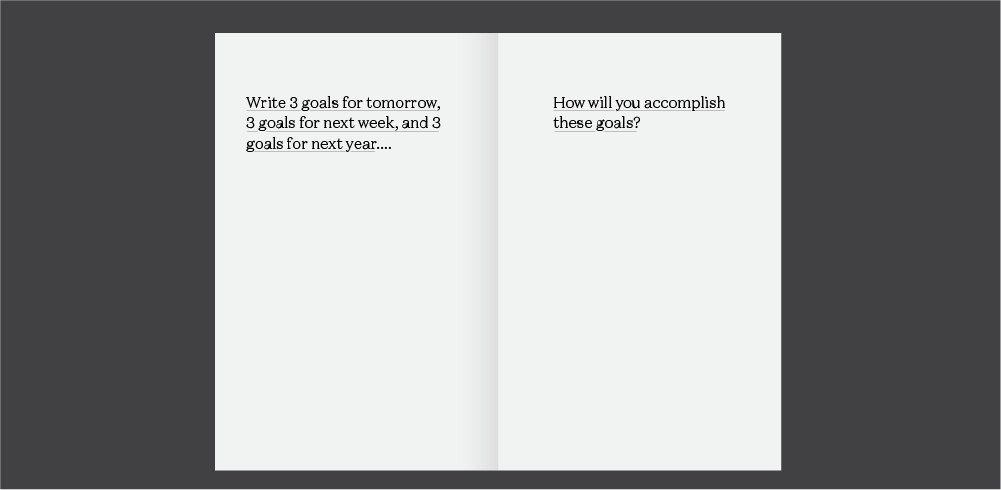 Write 3 goals for tomorrow,
3 goals for next week, and 3
goals for next year....
How will you accomplish
these goals?